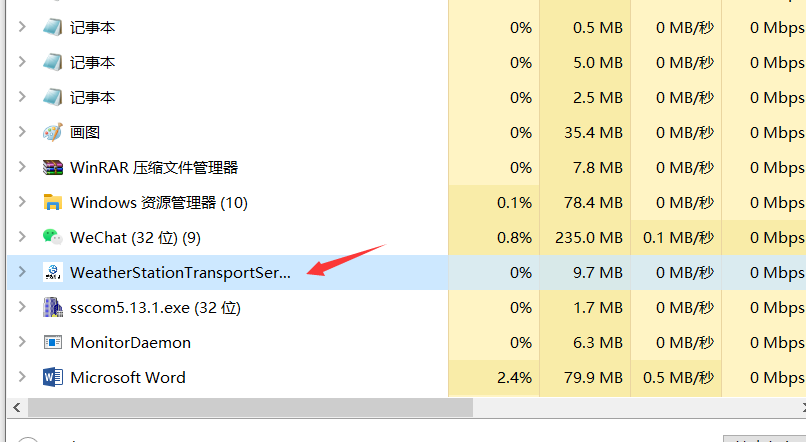 记事本 0% 0.5 MB 0 MB/秒 0 Mbps
记事本 0% 5.0 MB 0 MB/秒 0 Mbps
记事本 0% 2.5 MB 0 MB/秒 0 Mbps
画图 0% 35.4 MB 0 MB/秒 0 Mbps
WinRAR 压缩文件管理器 0% 7.8 MB 0 MB/秒 0 Mbps
Windows 资源管理器 (10) 0.1% 78.4 MB 0 MB/秒 0 Mbps
WeChat (32 位) (9) 0.8% 235.0 MB 0.1 MB/秒 0 Mbps
WeatherStationTransportSer... 0% 9.7 MB 0 MB/秒 0 Mbps
sscom5.13.1.exe (32 位) 0% 1.7 MB 0 MB/秒 0 Mbps
MonitorDaemon 0% 6.3 MB 0 MB/秒 0 Mbps
Microsoft Word 2.4% 79.9 MB 0.5 MB/秒 0 Mbps